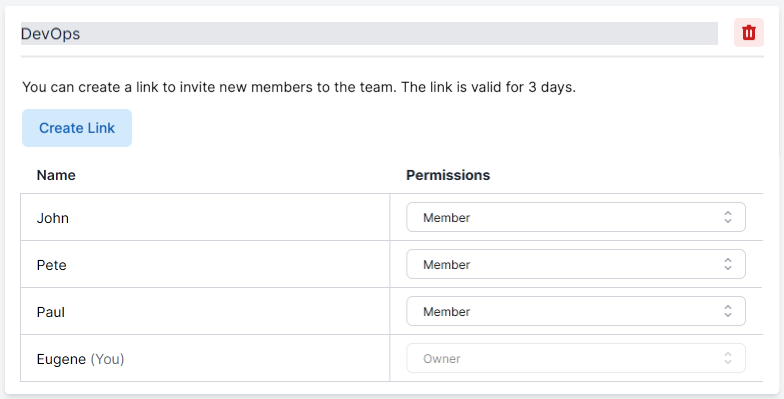 DevOps
You can create a link to invite new members to the team. The link is valid for 3 days.
Create Link
Name Permissions
John Member
Pete Member
Paul Member
Eugene (You) Owner